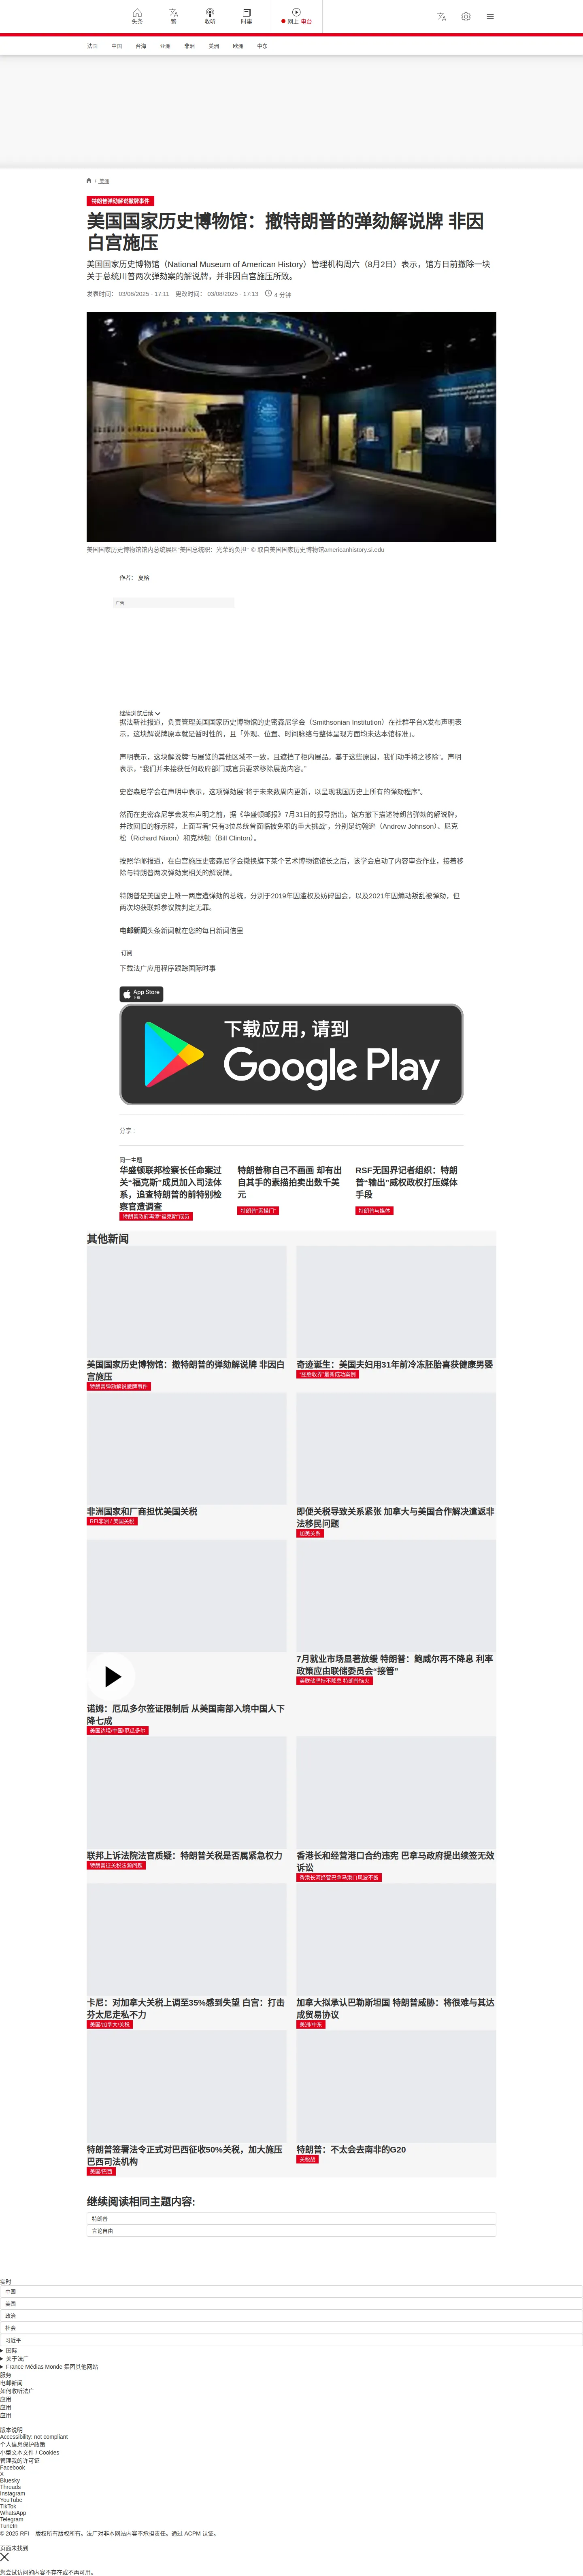 头条
繁
收听
时事
网上 电台
法国
中国
台海
亚洲
非洲
美洲
欧洲
中东
/ 美洲
特朗普弹劾解说撤牌事件
美国国家历史博物馆：撤特朗普的弹劾解说牌 非因
白宫施压
美国国家历史博物馆（National Museum of American History）管理机构周六（8月2日）表示，馆方日前撤除一块
关于总统川普两次弹劾案的解说牌，并非因白宫施压所致。
发表时间： 03/08/2025 - 17:11 更改时间： 03/08/2025 - 17:13 4 分钟
美国国家历史博物馆馆内总统展区“美国总统职：光荣的负担” © 取自美国国家历史博物馆americanhistory.si.edu
作者： 夏榕
广告
继续浏览后续
据法新社报道，负责管理美国国家历史博物馆的史密森尼学会（Smithsonian Institution）在社群平台X发布声明表
示，这块解说牌原本就是暂时性的，且「外观、位置、时间脉络与整体呈现方面均未达本馆标准」。
声明表示，这块解说牌“与展览的其他区域不一致，且遮挡了柜内展品。基于这些原因，我们动手将之移除”。声明
表示，“我们并未接获任何政府部门或官员要求移除展览内容。”
史密森尼学会在声明中表示，这项弹劾展“将于未来数周内更新，以呈现我国历史上所有的弹劾程序”。
然而在史密森尼学会发布声明之前，据《华盛顿邮报》7月31日的报导指出，馆方撤下描述特朗普弹劾的解说牌，
并改回旧的标示牌，上面写着“只有3位总统曾面临被免职的重大挑战”，分别是约翰逊（Andrew Johnson）、尼克
松（Richard Nixon）和克林顿（Bill Clinton）。
按照华邮报道，在白宫施压史密森尼学会撤换旗下某个艺术博物馆馆长之后，该学会启动了内容审查作业，接着移
除与特朗普两次弹劾案相关的解说牌。
特朗普是美国史上唯一两度遭弹劾的总统，分别于2019年因滥权及妨碍国会，以及2021年因煽动叛乱被弹劾，但
两次均获联邦参议院判定无罪。
电邮新闻头条新闻就在您的每日新闻信里
订阅
下载法广应用程序跟踪国际时事
App Store
下载
下载应用，请到
Google Play
分享 :
同一主题
华盛顿联邦检察长任命案过
关“福克斯”成员加入司法体
系，追查特朗普的前特别检
察官遭调查
特朗普政府再添“福克斯”成员
特朗普称自己不画画 却有出
自其手的素描拍卖出数千美
元
特朗普“素描门”
RSF无国界记者组织：特朗
普“输出”威权政权打压媒体
手段
特朗普与媒体
其他新闻
美国国家历史博物馆：撤特朗普的弹劾解说牌 非因白
宫施压
特朗普弹劾解说撤牌事件
奇迹诞生：美国夫妇用31年前冷冻胚胎喜获健康男婴
“胚胎收养”最新成功案例
非洲国家和厂商担忧美国关税
RFI非洲 / 美国关税
即便关税导致关系紧张 加拿大与美国合作解决遣返非
法移民问题
加美关系
诺姆：厄瓜多尔签证限制后 从美国南部入境中国人下
降七成
美国边境/中国/厄瓜多尔
7月就业市场显著放缓 特朗普：鲍威尔再不降息 利率
政策应由联储委员会“接管”
美联储坚持不降息 特朗普恼火
联邦上诉法院法官质疑：特朗普关税是否属紧急权力
特朗普征关税法源问题
香港长和经营港口合约违宪 巴拿马政府提出续签无效
诉讼
香港长河经营巴拿马港口风波不断
卡尼：对加拿大关税上调至35%感到失望 白宫：打击
芬太尼走私不力
美国/加拿大/关税
加拿大拟承认巴勒斯坦国 特朗普威胁：将很难与其达
成贸易协议
美洲/中东
特朗普签署法令正式对巴西征收50%关税，加大施压
巴西司法机构
美国/巴西
特朗普：不太会去南非的G20
关税战
继续阅读相同主题内容:
特朗普
言论自由
实时
中国
美国
政治
社会
习近平
国际
关于法广
France Médias Monde 集团其他网站
服务
电邮新闻
如何收听法广
应用
应用
应用
版本说明
Accessibility: not compliant
个人信息保护政策
小型文本文件 / Cookies
管理我的许可证
Facebook
X
Bluesky
Threads
Instagram
YouTube
TikTok
WhatsApp
Telegram
TuneIn
© 2025 RFI – 版权所有版权所有。法广对非本网站内容不承担责任。通过 ACPM 认证。
页面未找到
您尝试访问的内容不存在或不再可用。